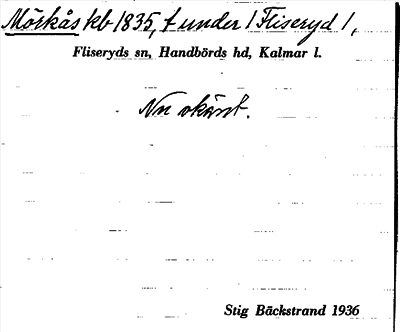 Mörkås kb 1835, t under 1 Fliseryd 1,
Fliseryds sn, Handbörds hd, Kalmar l.
Nu okänt.
Stig Bäckstrand 1936